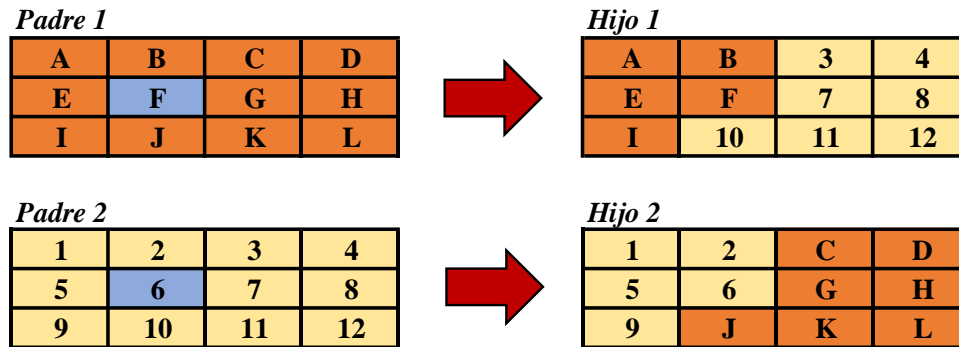 Padre 1
Hijo 1
A B C D
A B 3 4
E F G H
E F 7 8
I J K L
I 10 11 12
Padre 2
Hijo 2
1 2 3 4
1 2 C D
5 6 7 8
5 6 G H
9 10 11 12
9 J K L